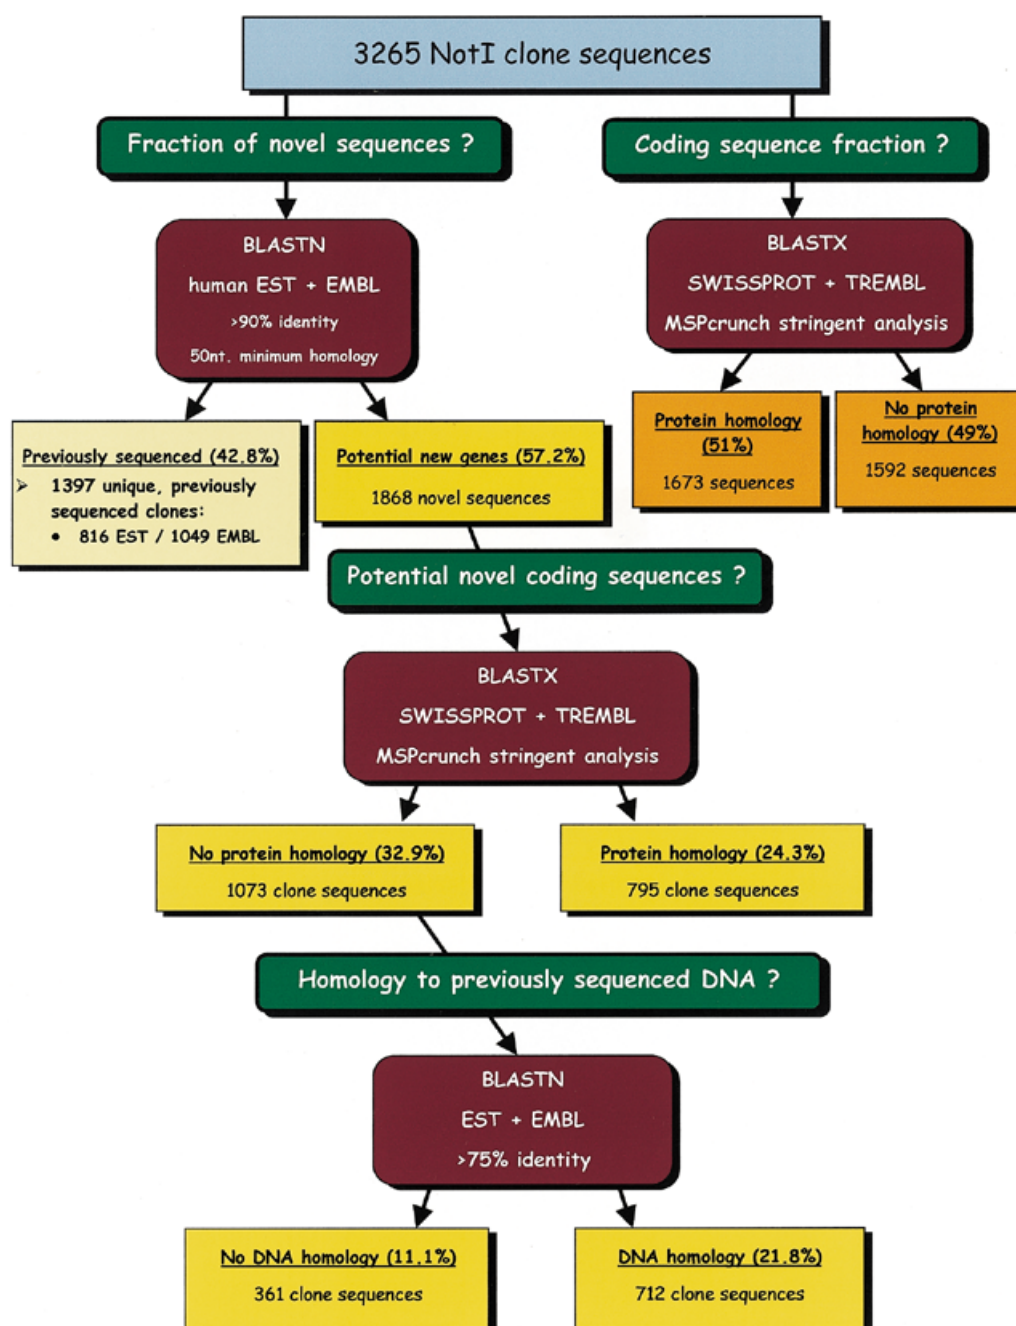 3265 NotI clone sequences
Fraction of novel sequences ?
Coding sequence fraction ?
BLASTN
human EST + EMBL
>90% identity
50nt. minimum homology
BLASTX
SWISSPROT + TREMBL
MSPcrunch stringent analysis
Previously sequenced (42.8%)
➢ 1397 unique, previously
sequenced clones:
• 816 EST / 1049 EMBL
Potential new genes (57.2%)
1868 novel sequences
Protein homology
(51%)
1673 sequences
No protein
homology (49%)
1592 sequences
Potential novel coding sequences ?
BLASTX
SWISSPROT + TREMBL
MSPcrunch stringent analysis
No protein homology (32.9%)
1073 clone sequences
Protein homology (24.3%)
795 clone sequences
Homology to previously sequenced DNA ?
BLASTN
EST + EMBL
>75% identity
No DNA homology (11.1%)
361 clone sequences
DNA homology (21.8%)
712 clone sequences